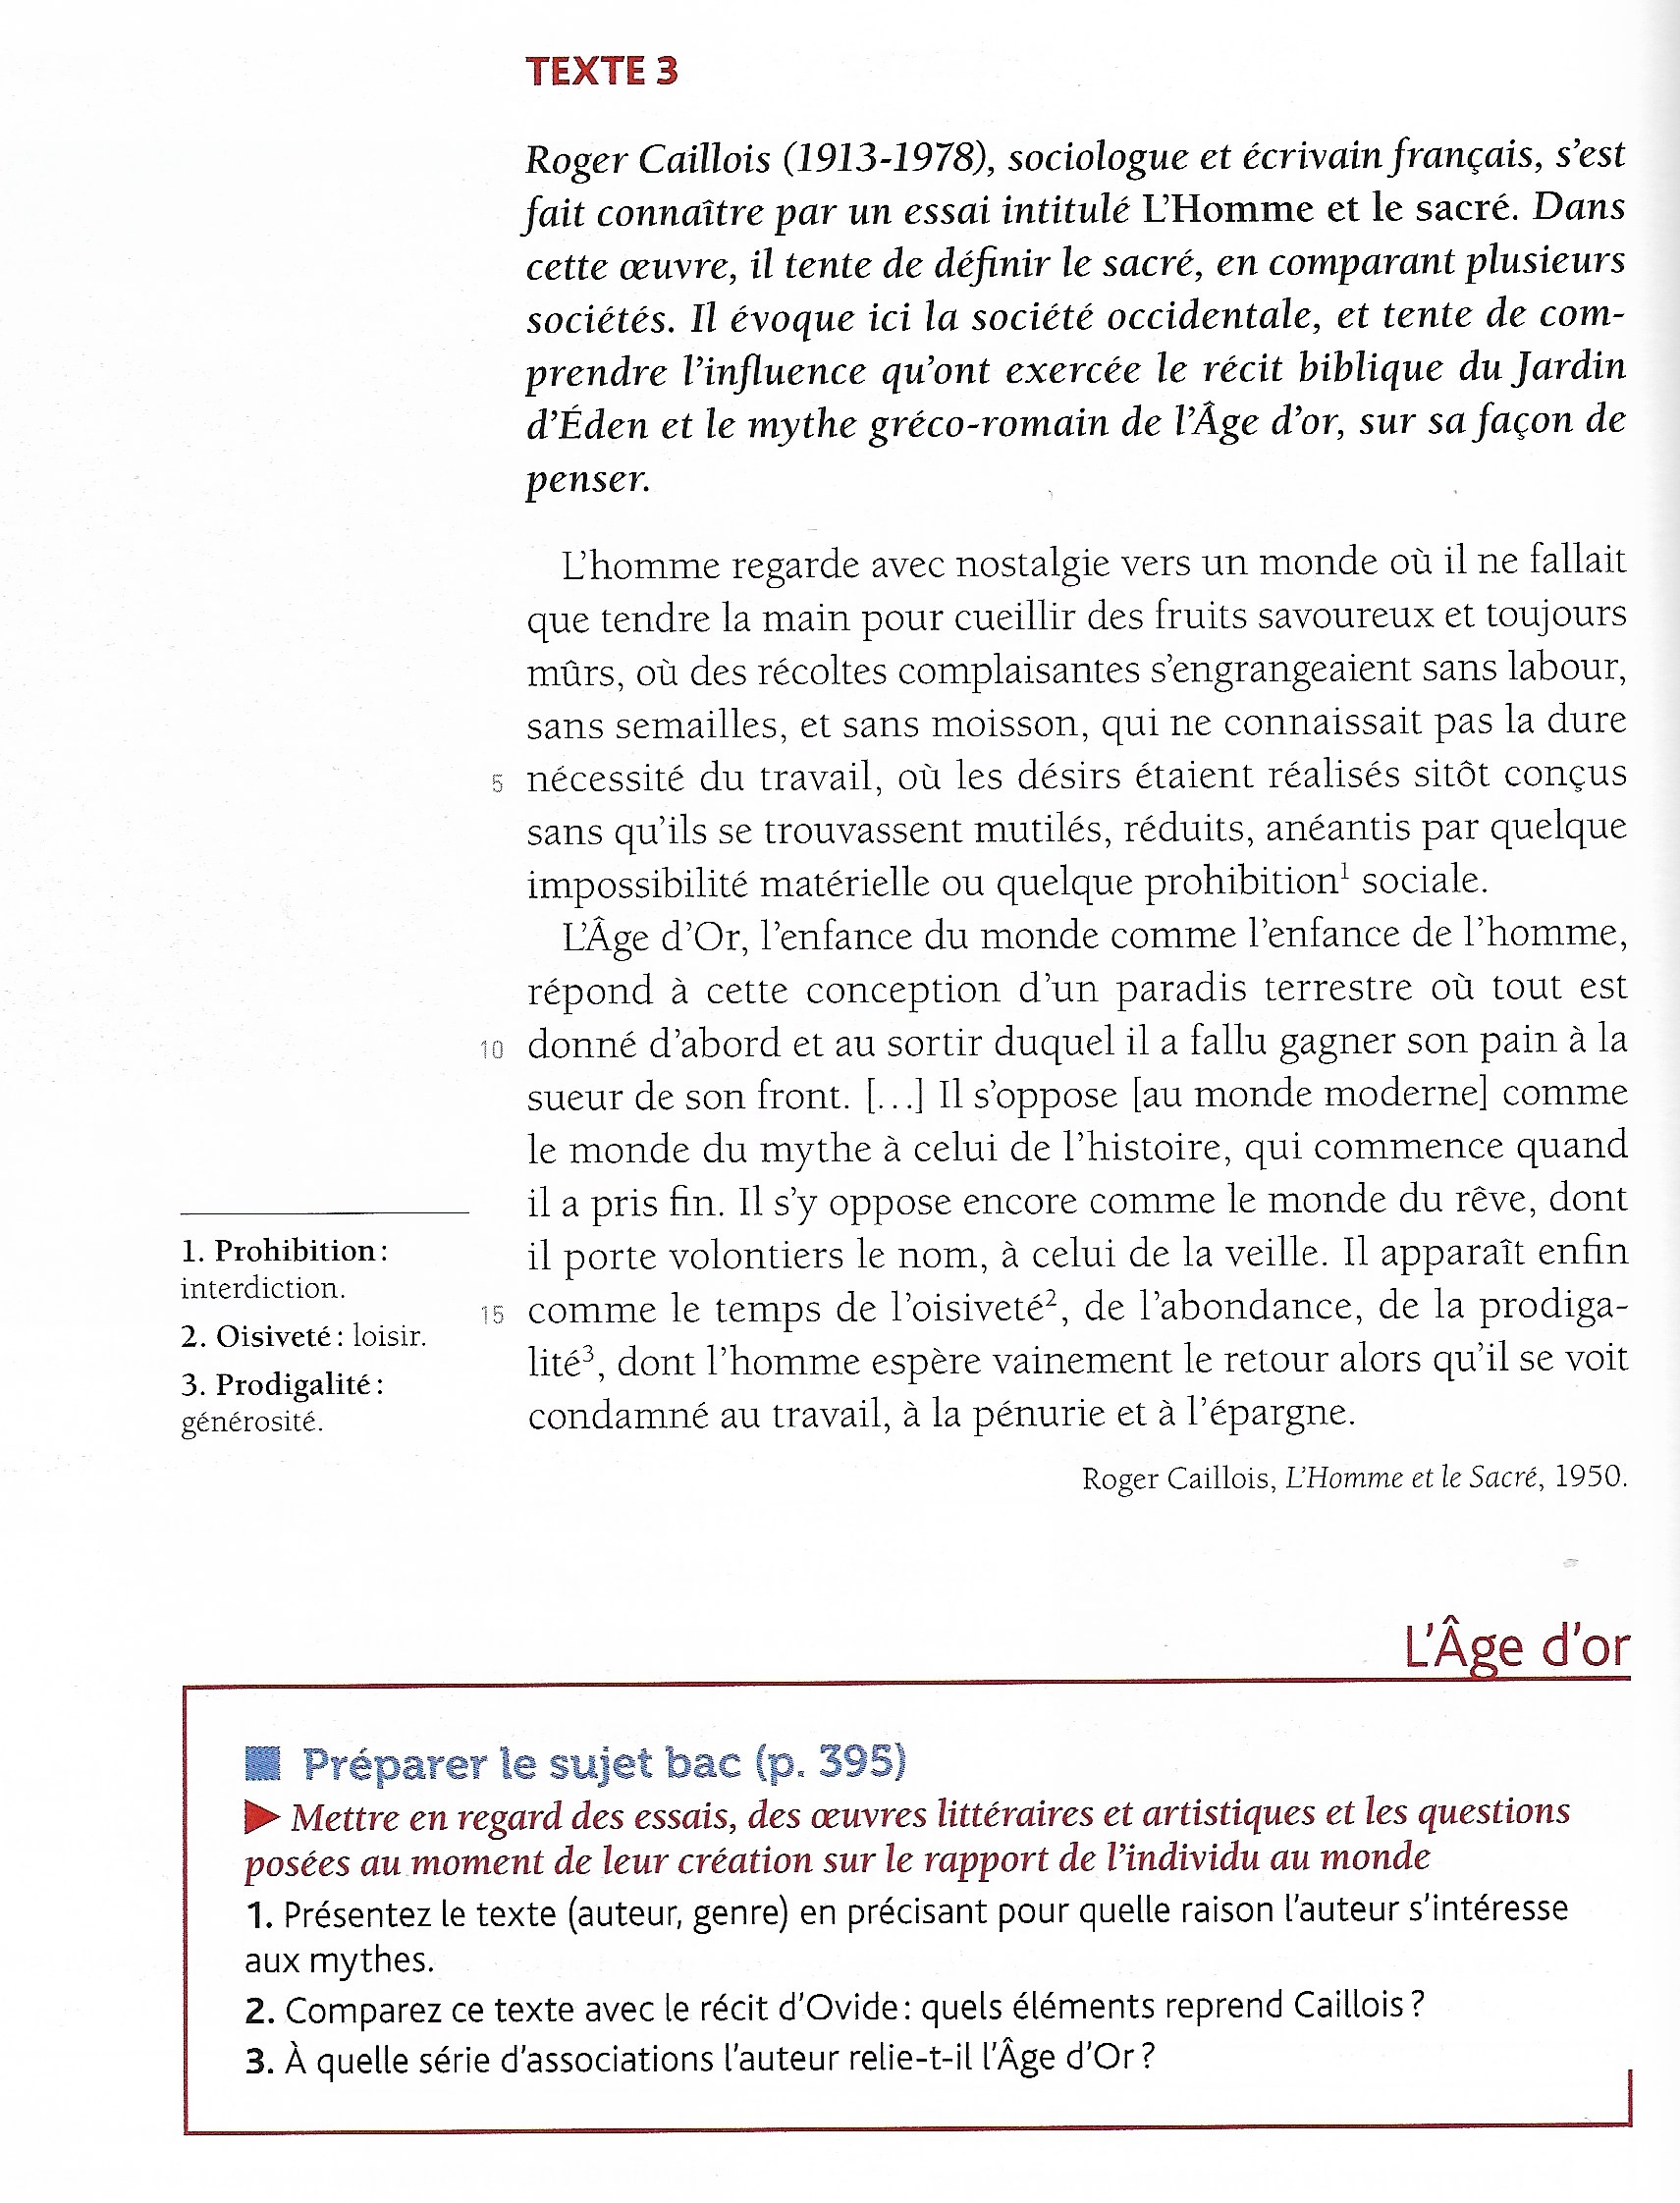 TEXTE 3
Roger Caillois (1913-1978), sociologue et écrivain français, s'est
fait connaître par un essai intitulé L'Homme et le sacré. Dans
cette œuvre, il tente de définir le sacré, en comparant plusieurs
sociétés. Il évoque ici la société occidentale, et tente de com-
prendre l'influence qu'ont exercée le récit biblique du Jardin
d'Éden et le mythe gréco-romain de l'Âge d'or, sur sa façon de
penser.
L'homme regarde avec nostalgie vers un monde où il ne fallait
que tendre la main pour cueillir des fruits savoureux et toujours
mûrs, où des récoltes complaisantes s'engrangeaient sans labour,
sans semailles, et sans moisson, qui ne connaissait pas la dure
5 nécessité du travail, où les désirs étaient réalisés sitôt conçus
sans qu'ils se trouvassent mutilés, réduits, anéantis par quelque
impossibilité matérielle ou quelque prohibition¹ sociale.
L'Âge d'Or, l'enfance du monde comme l'enfance de l'homme,
répond à cette conception d'un paradis terrestre où tout est
10 donné d'abord et au sortir duquel il a fallu gagner son pain à la
sueur de son front. [...] Il s'oppose [au monde moderne] comme
le monde du mythe à celui de l'histoire, qui commence quand
il a pris fin. Il s'y oppose encore comme le monde du rêve, dont
il porte volontiers le nom, à celui de la veille. Il apparaît enfin
15 comme le temps de l'oisiveté², de l'abondance, de la prodiga-
lité³, dont l'homme espère vainement le retour alors qu'il se voit
condamné au travail, à la pénurie et à l'épargne.
Roger Caillois, L'Homme et le Sacré, 1950.
1. Prohibition :
interdiction.
2. Oisiveté : loisir.
3. Prodigalité :
générosité.
L'Âge d'or
Préparer le sujet bac (p. 395)
Mettre en regard des essais, des œuvres littéraires et artistiques et les questions
posées au moment de leur création sur le rapport de l'individu au monde
1. Présentez le texte (auteur, genre) en précisant pour quelle raison l'auteur s'intéresse
aux mythes.
2. Comparez ce texte avec le récit d'Ovide : quels éléments reprend Caillois ?
3. À quelle série d'associations l'auteur relie-t-il l'Âge d'Or ?